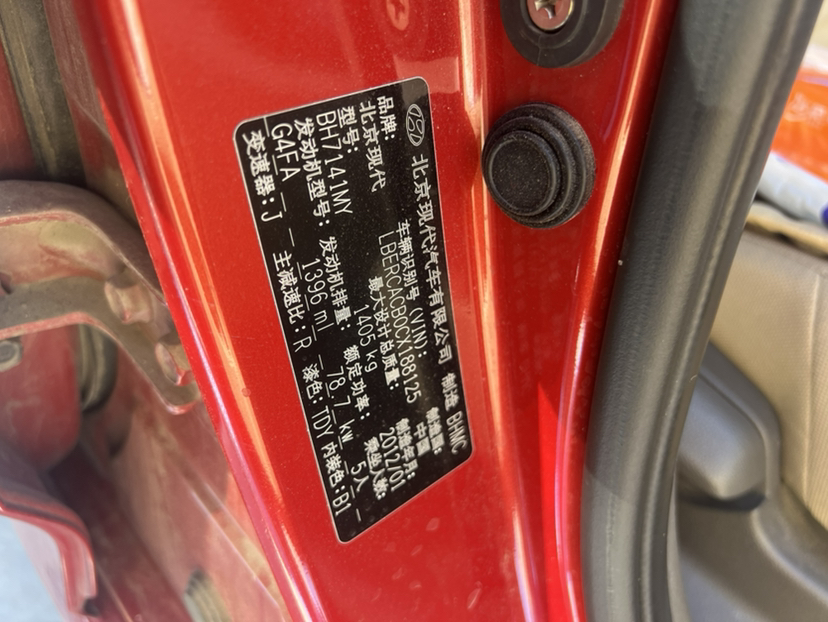 北京现代汽车有限公司 制造 BHMC
品牌: 车辆识别号 (VIN): 制造国:
北京现代 LBERCACB0CX188125 中国
型号: 最大设计总质量: 制造年月:
BH7141MY 1405 kg 2012/01
发动机型号: 发动机排量: 额定功率: 乘坐人数:
G4FA 1396 ml 78.7 kw 5人
变速器: J 主减速比: R 漆色: TDY 内装色: B1